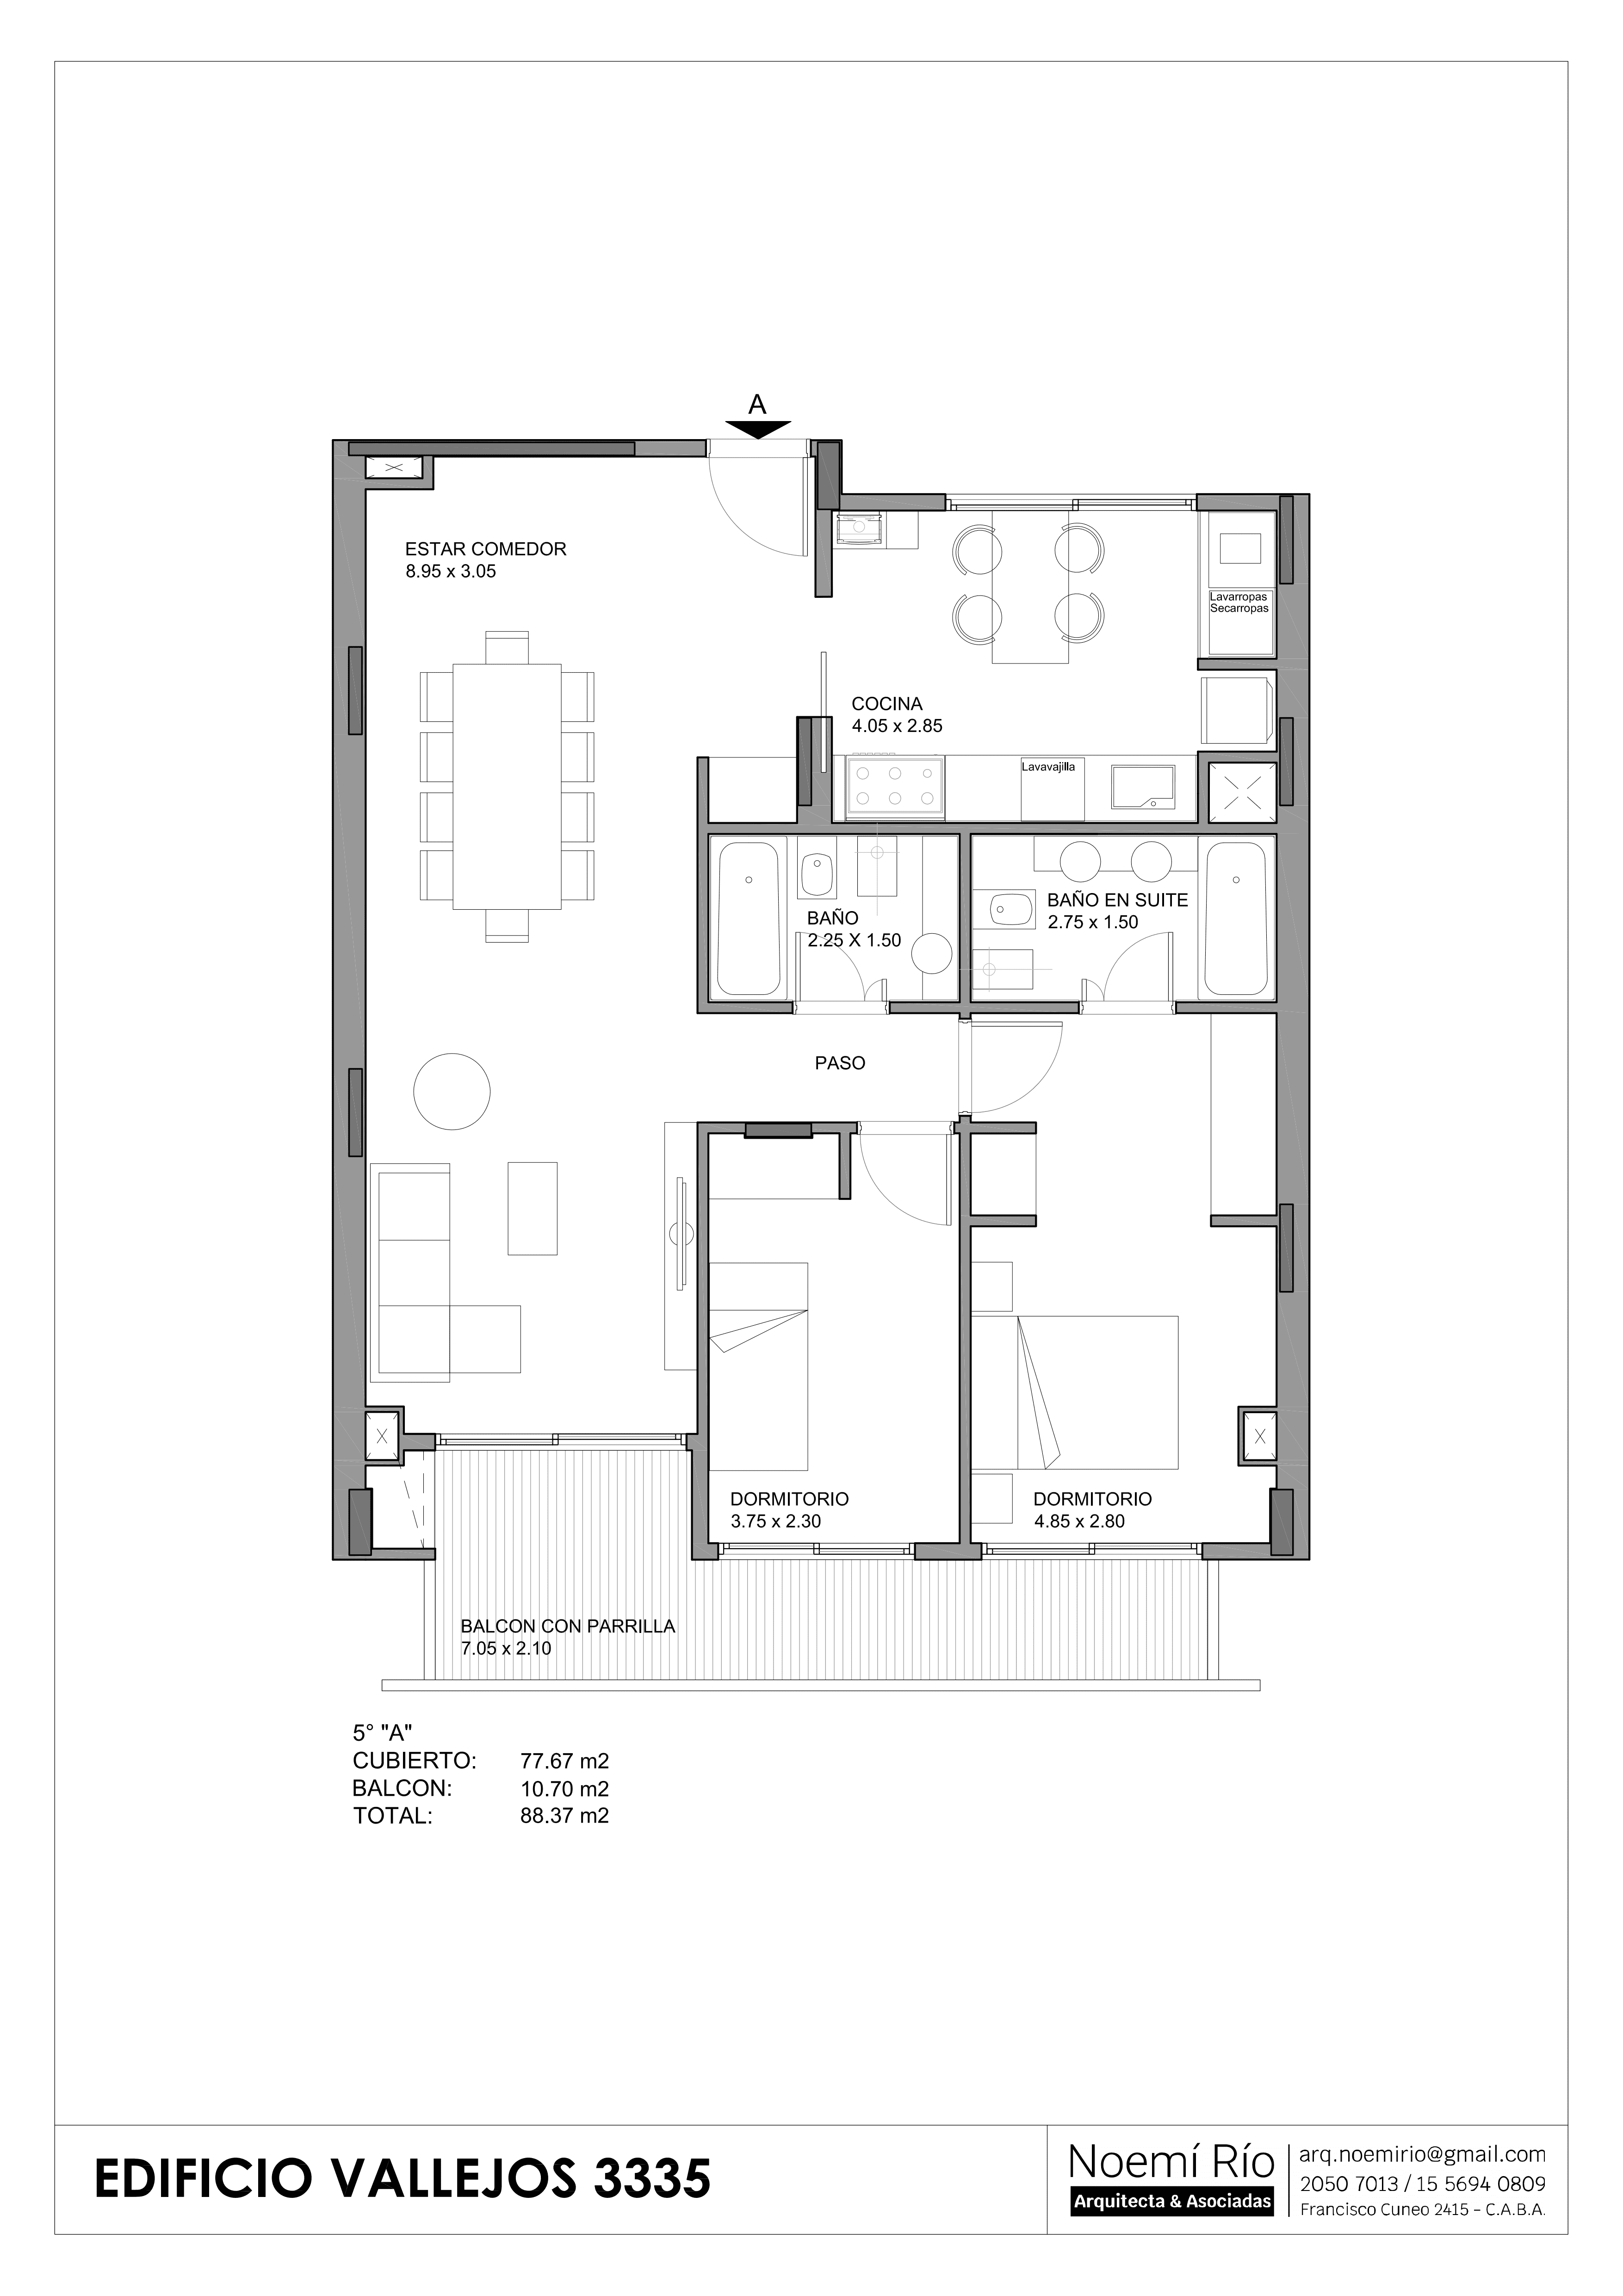 A
ESTAR COMEDOR
8.95 x 3.05
Lavarropas
Secarropas
COCINA
4.05 x 2.85
Lavavajilla
BAÑO
2.25 X 1.50
BAÑO EN SUITE
2.75 x 1.50
PASO
DORMITORIO
3.75 x 2.30
DORMITORIO
4.85 x 2.80
BALCON CON PARRILLA
7.05 x 2.10
5° "A"
CUBIERTO: 77.67 m2
BALCON: 10.70 m2
TOTAL: 88.37 m2
EDIFICIO VALLEJOS 3335
Noemí Río
Arquitecta & Asociadas
arq.noemirio@gmail.com
2050 7013 / 15 5694 0809
Francisco Cuneo 2415 - C.A.B.A.